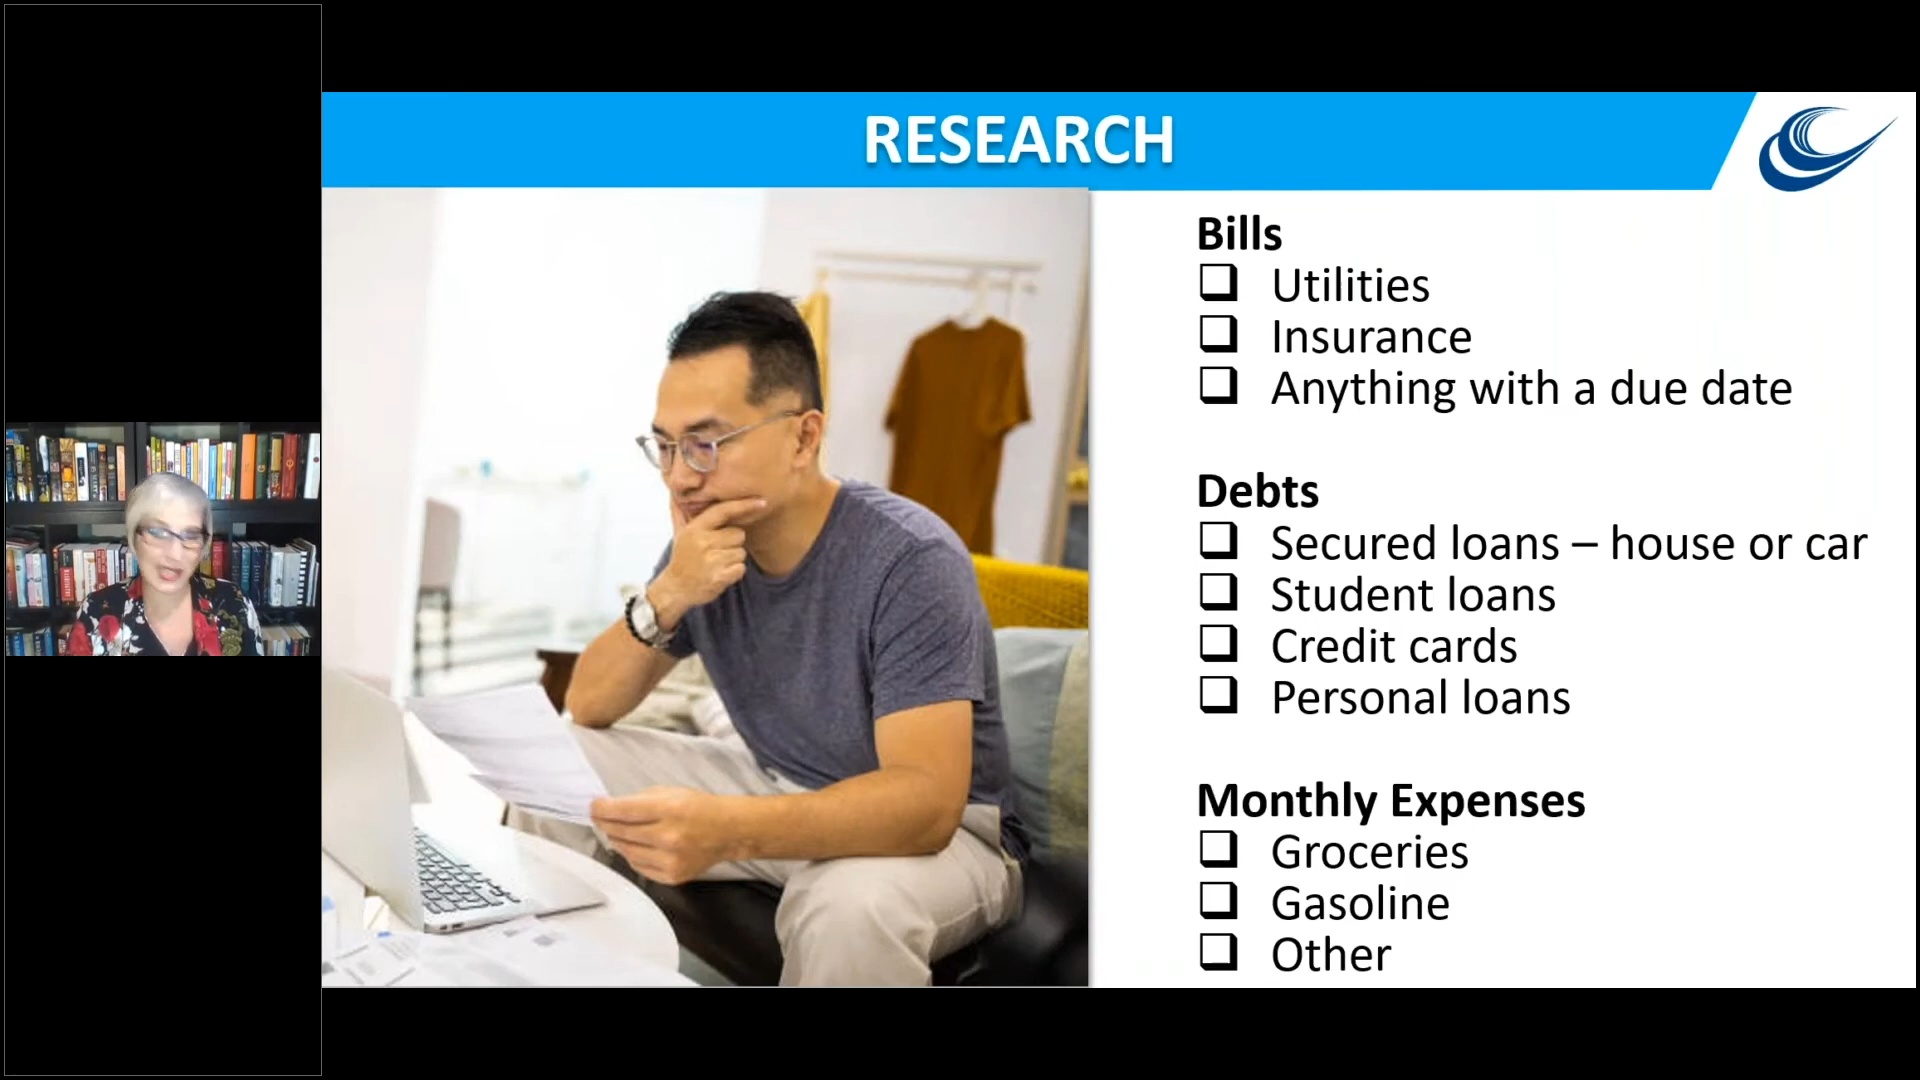 RESEARCH
Bills
❑ Utilities
❑ Insurance
❑ Anything with a due date
Debts
❑ Secured loans – house or car
❑ Student loans
❑ Credit cards
❑ Personal loans
Monthly Expenses
❑ Groceries
❑ Gasoline
❑ Other